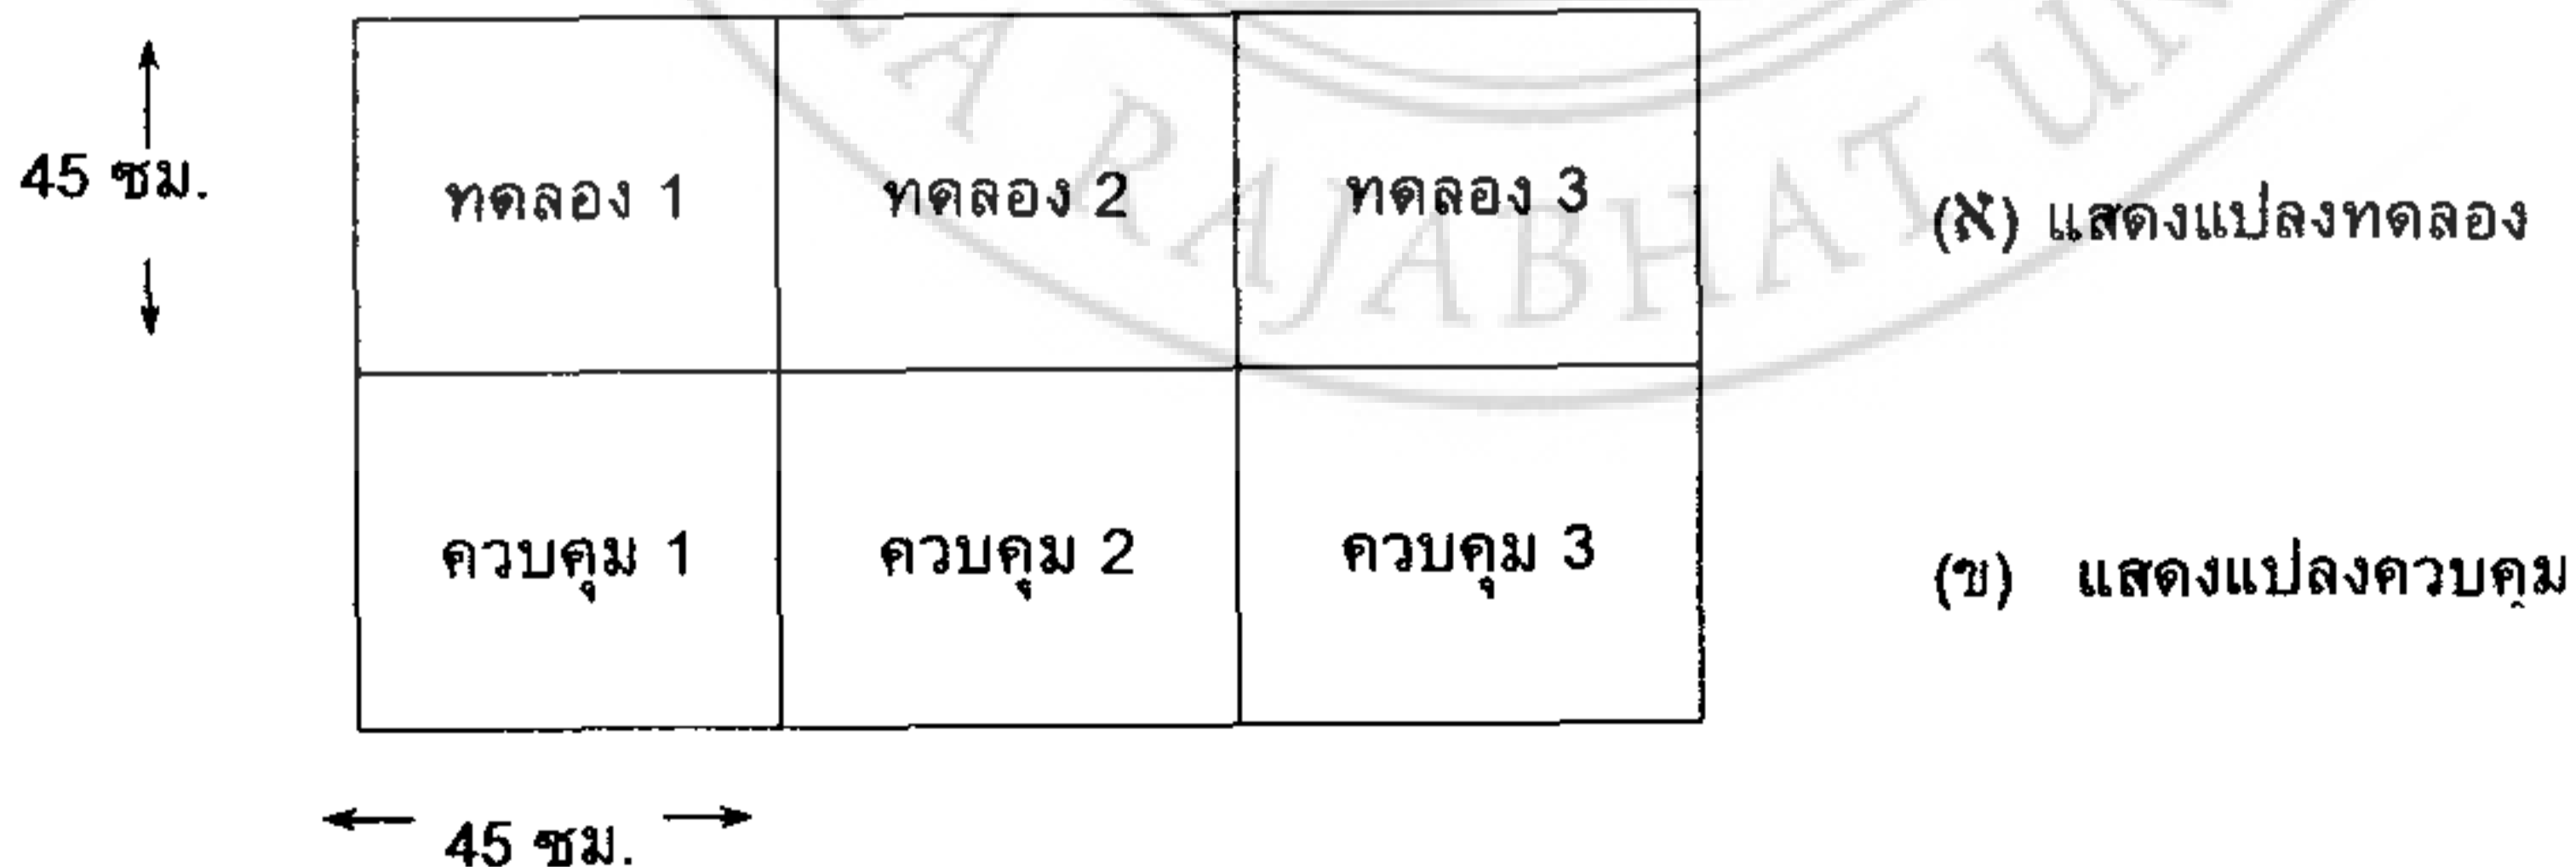 45 ซม.
ทดลอง 1 ทดลอง 2 ทดลอง 3
(א) แสดงแปลงทดลอง
ควบคุม 1 ควบคุม 2 ควบคุม 3
(ข) แสดงแปลงควบคุม
45 ซม.
RAJABHAT